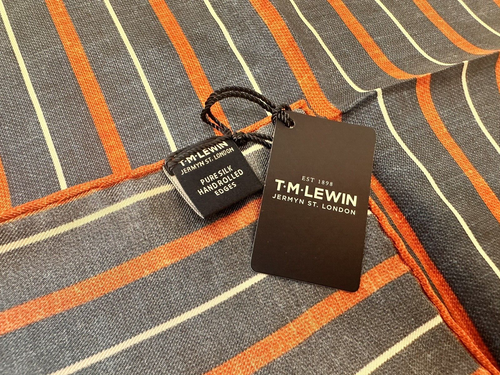 T·M·LEWIN
JERMYN ST. LONDON
PURE SILK
HAND ROLLED
EDGES
EST 1898
T·M·LEWIN
JERMYN ST. LONDON